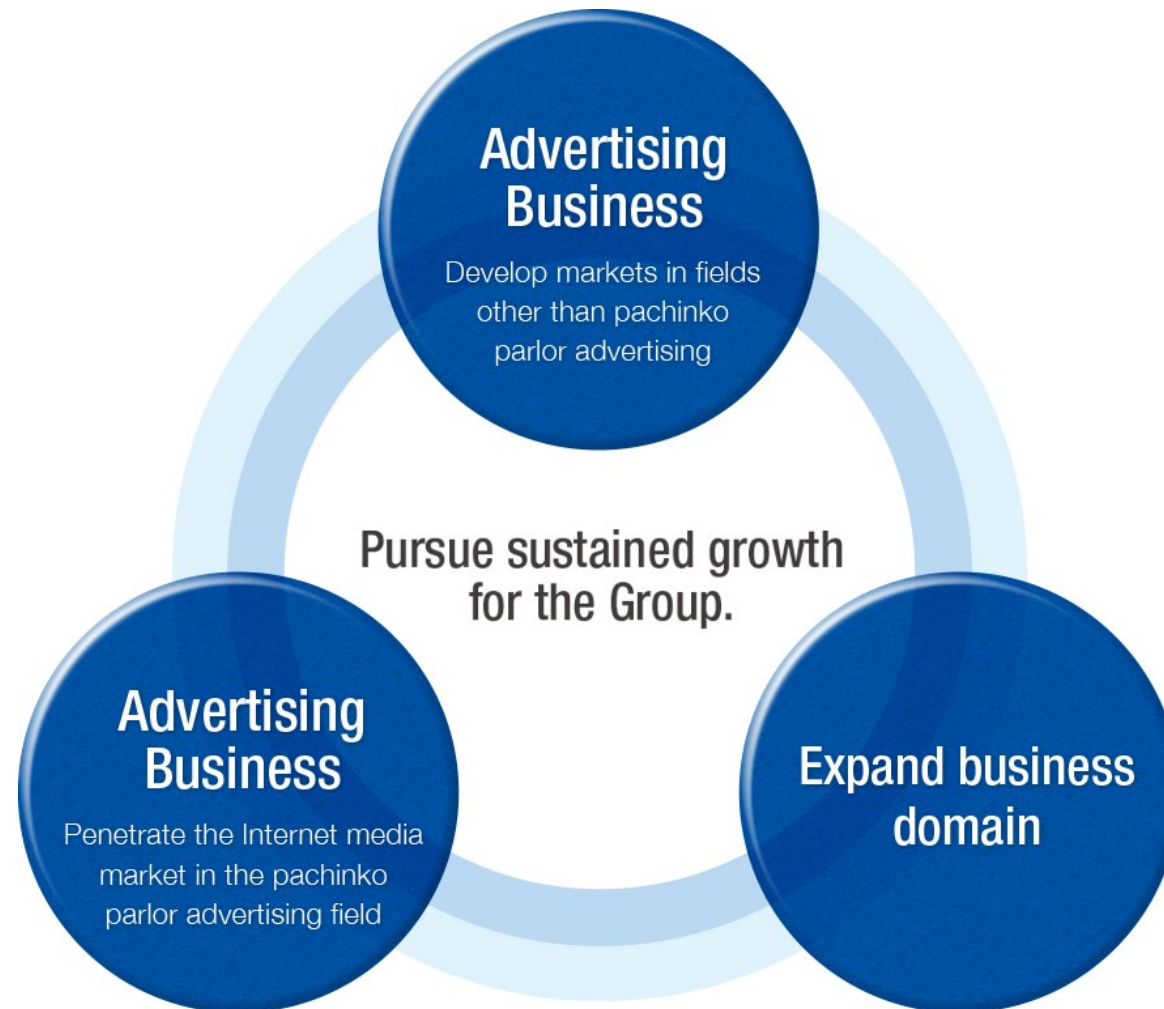 Advertising
Business
Develop markets in fields
other than pachinko
parlor advertising
Pursue sustained growth
for the Group.
Advertising
Business
Penetrate the Internet media
market in the pachinko
parlor advertising field
Expand business
domain